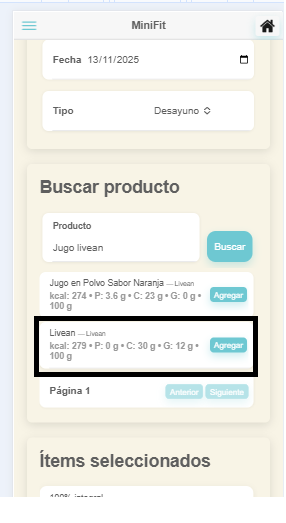 MiniFit
Fecha 13/11/2025
Tipo Desayuno
Buscar producto
Producto
Jugo livean
Buscar
Jugo en Polvo Sabor Naranja — Livean
kcal: 274 • P: 3.6 g • C: 23 g • G: 0 g •
100 g
Agregar
Livean — Livean
kcal: 279 • P: 0 g • C: 30 g • G: 12 g •
100 g
Agregar
Página 1 Anterior Siguiente
Ítems seleccionados
100% integral